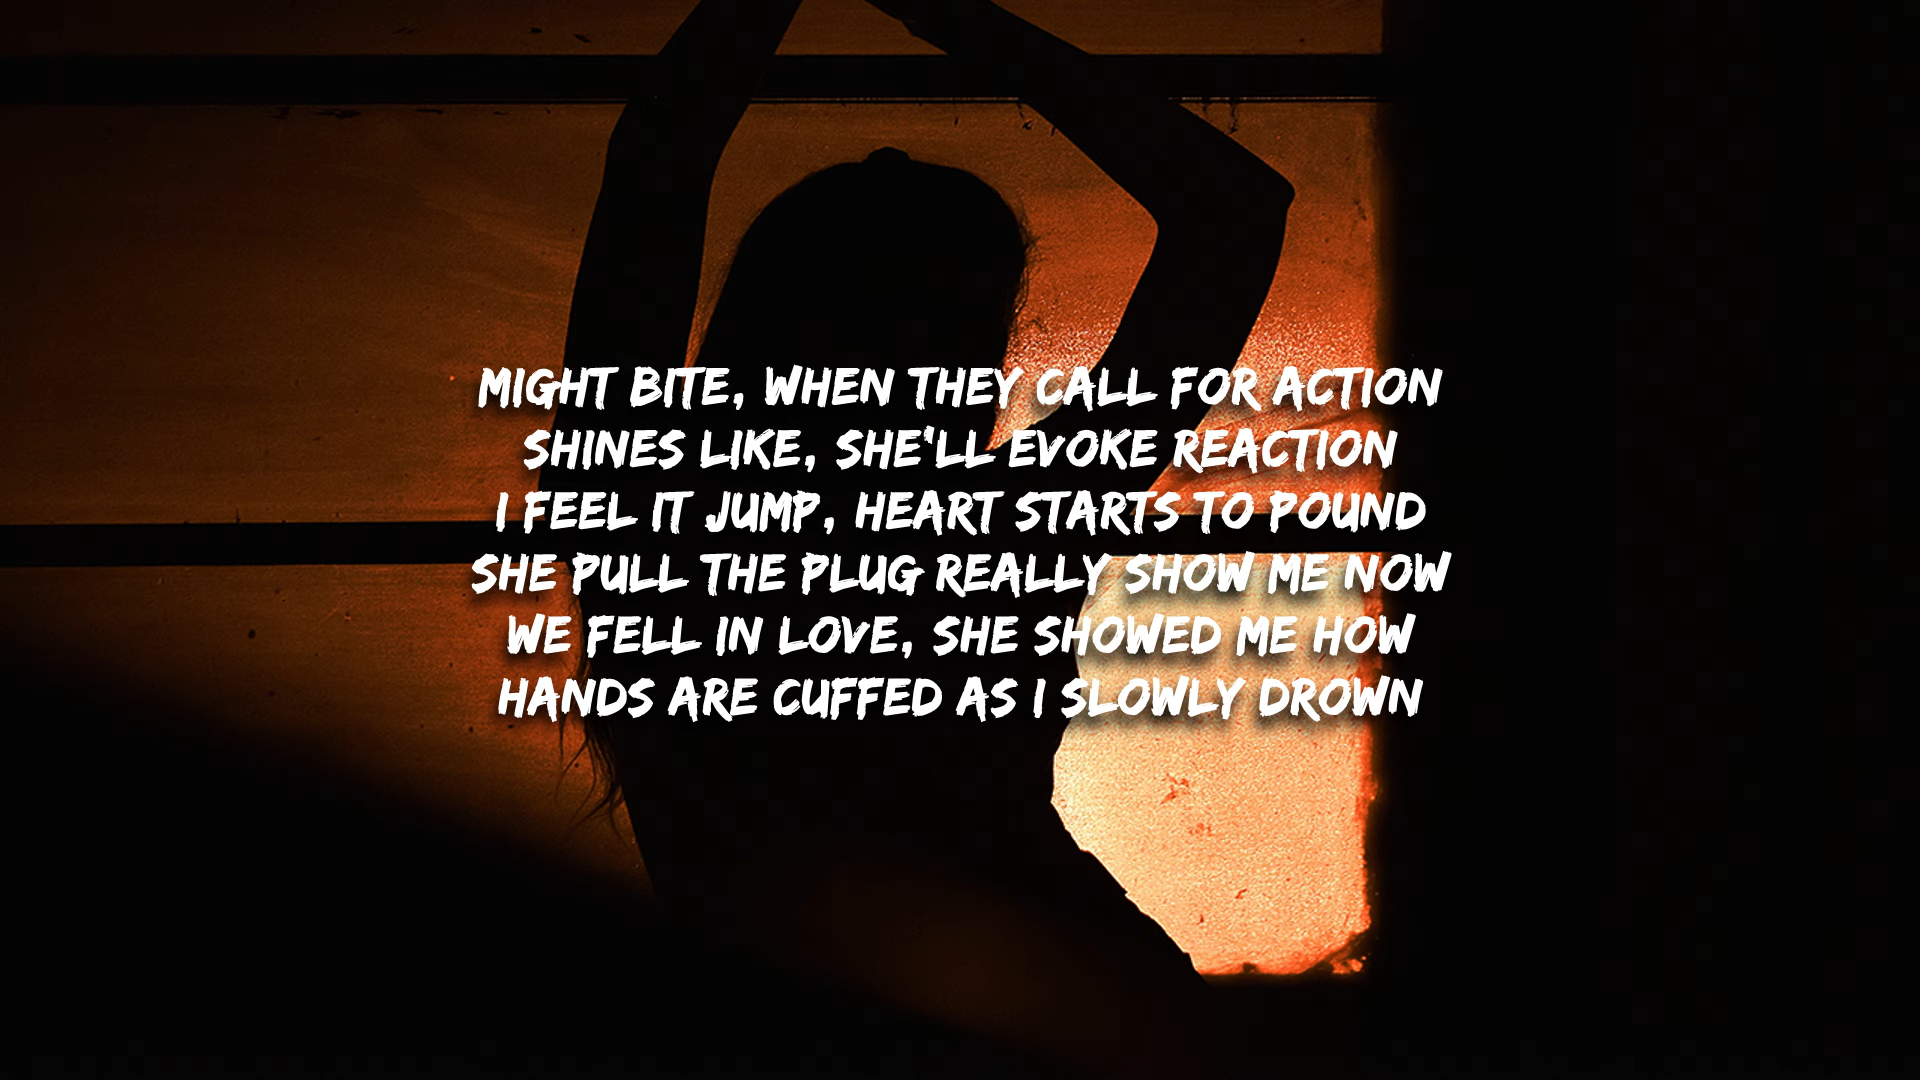 MIGHT BITE, WHEN THEY CALL FOR ACTION
SHINES LIKE, SHE'LL EVOKE REACTION
I FEEL IT JUMP, HEART STARTS TO POUND
SHE PULL THE PLUG REALLY SHOW ME NOW
WE FELL IN LOVE, SHE SHOWED ME HOW
HANDS ARE CUFFED AS I SLOWLY DROWN